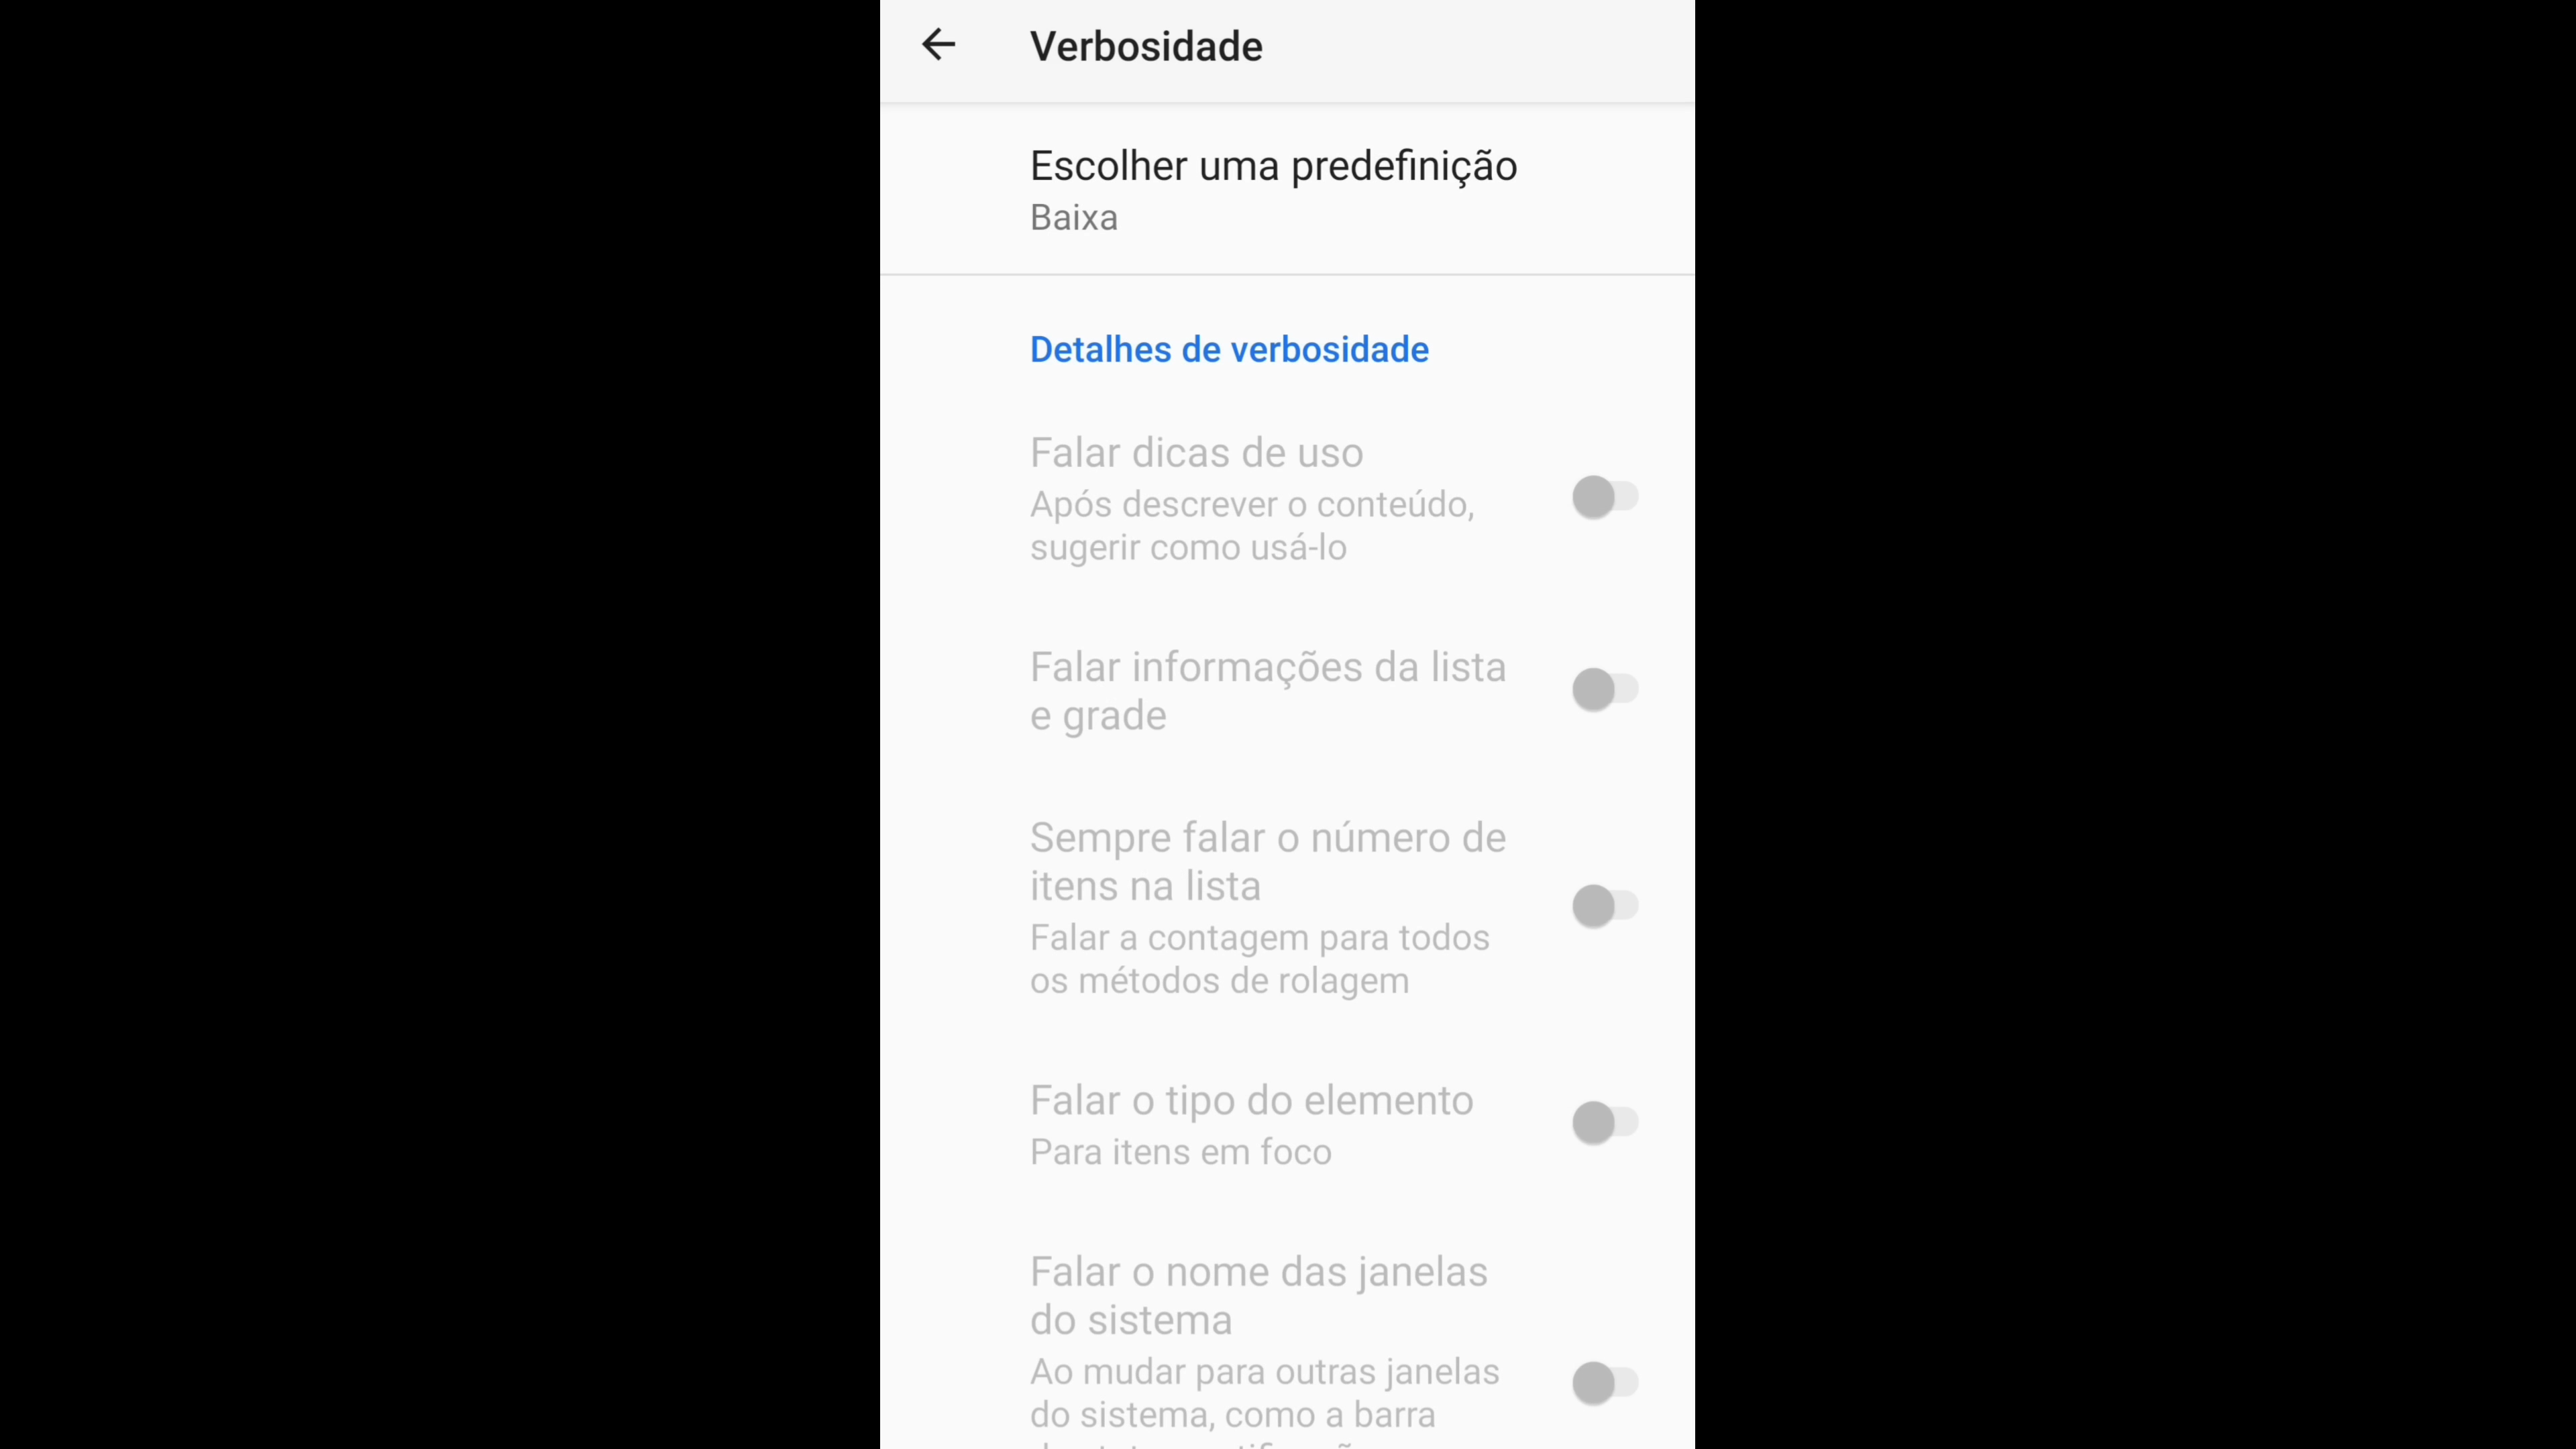 Verbosidade
Escolher uma predefinição
Baixa
Detalhes de verbosidade
Falar dicas de uso
Após descrever o conteúdo,
sugerir como usá-lo
Falar informações da lista
e grade
Sempre falar o número de
itens na lista
Falar a contagem para todos
os métodos de rolagem
Falar o tipo do elemento
Para itens em foco
Falar o nome das janelas
do sistema
Ao mudar para outras janelas
do sistema, como a barra